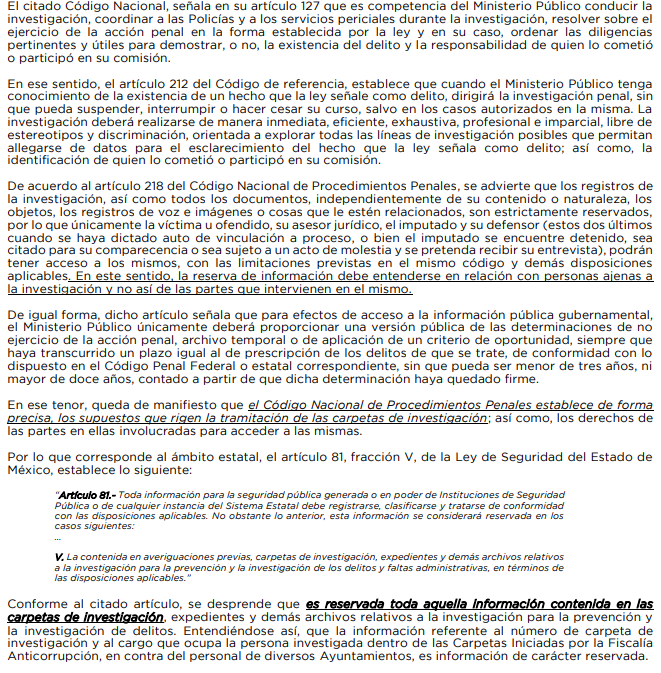 El citado Código Nacional, señala en su artículo 127 que es competencia del Ministerio Público conducir la
investigación, coordinar a las Policías y a los servicios periciales durante la investigación, resolver sobre el
ejercicio de la acción penal en la forma establecida por la ley y en su caso, ordenar las diligencias
pertinentes y útiles para demostrar, o no, la existencia del delito y la responsabilidad de quien lo cometió
o participó en su comisión.
En ese sentido, el artículo 212 del Código de referencia, establece que cuando el Ministerio Público tenga
conocimiento de la existencia de un hecho que la ley señale como delito, dirigirá la investigación penal, sin
que pueda suspender, interrumpir o hacer cesar su curso, salvo en los casos autorizados en la misma. La
investigación deberá realizarse de manera inmediata, eficiente, exhaustiva, profesional e imparcial, libre de
estereotipos y discriminación, orientada a explorar todas las líneas de investigación posibles que permitan
allegarse de datos para el esclarecimiento del hecho que la ley señala como delito; así como, la
identificación de quien lo cometió o participó en su comisión.
De acuerdo al artículo 218 del Código Nacional de Procedimientos Penales, se advierte que los registros de
la investigación, así como todos los documentos, independientemente de su contenido o naturaleza, los
objetos, los registros de voz e imágenes o cosas que le estén relacionados, son estrictamente reservados,
por lo que únicamente la víctima u ofendido, su asesor jurídico, el imputado y su defensor (estos dos últimos
cuando se haya dictado auto de vinculación a proceso, o bien el imputado se encuentre detenido, sea
citado para su comparecencia o sea sujeto a un acto de molestia y se pretenda recibir su entrevista), podrán
tener acceso a los mismos, con las limitaciones previstas en el mismo código y demás disposiciones
aplicables. En este sentido, la reserva de información debe entenderse en relación con personas ajenas a
la investigación y no así de las partes que intervienen en el mismo.
De igual forma, dicho artículo señala que para efectos de acceso a la información pública gubernamental,
el Ministerio Público únicamente deberá proporcionar una versión pública de las determinaciones de no
ejercicio de la acción penal, archivo temporal o de aplicación de un criterio de oportunidad, siempre que
haya transcurrido un plazo igual al de prescripción de los delitos de que se trate, de conformidad con lo
dispuesto en el Código Penal Federal o estatal correspondiente, sin que pueda ser menor de tres años, ni
mayor de doce años, contado a partir de que dicha determinación haya quedado firme.
En ese tenor, queda de manifiesto que el Código Nacional de Procedimientos Penales establece de forma
precisa, los supuestos que rigen la tramitación de las carpetas de investigación; así como, los derechos de
las partes en ellas involucradas para acceder a las mismas.
Por lo que corresponde al ámbito estatal, el artículo 81, fracción V, de la Ley de Seguridad del Estado de
México, establece lo siguiente:
"Artículo 81.- Toda información para la seguridad pública generada o en poder de Instituciones de Seguridad
Pública o de cualquier instancia del Sistema Estatal debe registrarse, clasificarse y tratarse de conformidad
con las disposiciones aplicables. No obstante lo anterior, esta información se considerará reservada en los
casos siguientes:
...
V. La contenida en averiguaciones previas, carpetas de investigación, expedientes y demás archivos relativos
a la investigación para la prevención y la investigación de los delitos y faltas administrativas, en términos de
las disposiciones aplicables."
Conforme al citado artículo, se desprende que es reservada toda aquella información contenida en las
carpetas de investigación, expedientes y demás archivos relativos a la investigación para la prevención y
la investigación de delitos. Entendiéndose así, que la información referente al número de carpeta de
investigación y al cargo que ocupa la persona investigada dentro de las Carpetas Iniciadas por la Fiscalía
Anticorrupción, en contra del personal de diversos Ayuntamientos, es información de carácter reservada.